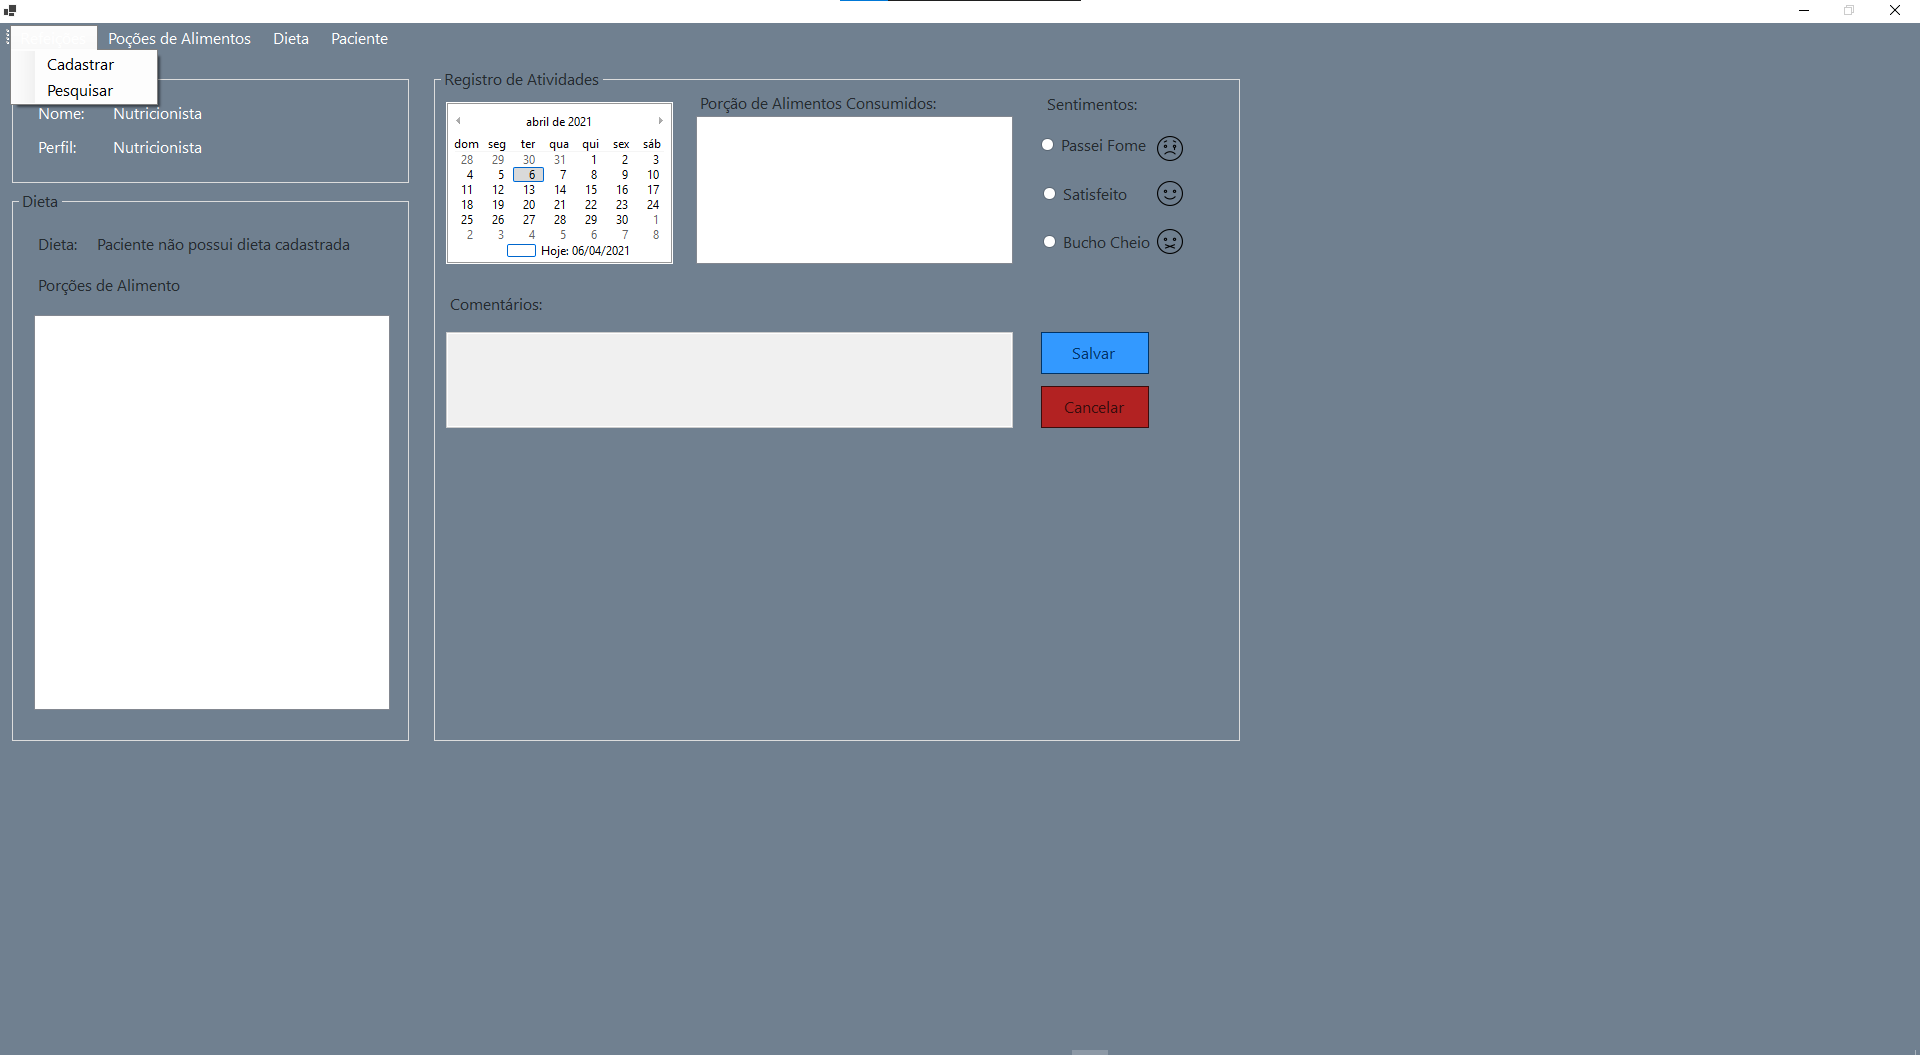 Poções de Alimentos Dieta Paciente
Cadastrar
Pesquisar
Nome: Nutricionista
Perfil: Nutricionista
Dieta
Dieta: Paciente não possui dieta cadastrada
Porções de Alimento
Registro de Atividades
abril de 2021
dom seg ter qua qui sex sáb
28 29 30 31 1 2 3
4 5 6 7 8 9 10
11 12 13 14 15 16 17
18 19 20 21 22 23 24
25 26 27 28 29 30 1
2 3 4 5 6 7 8
Hoje: 06/04/2021
Porção de Alimentos Consumidos:
Sentimentos:
Passei Fome
Satisfeito
Bucho Cheio
Comentários:
Salvar
Cancelar